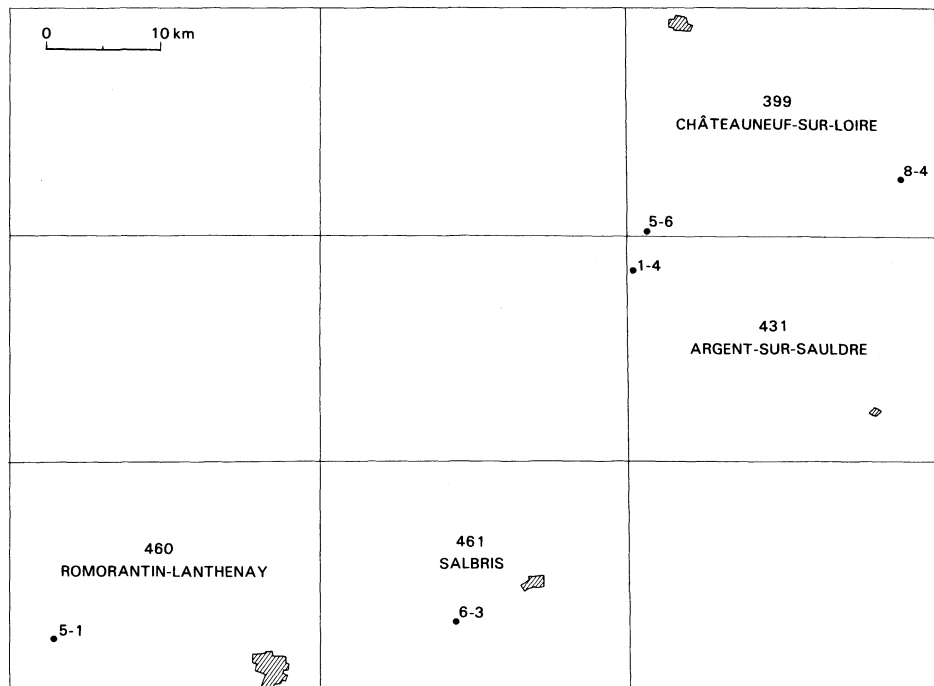 0 10 km
399
CHÂTEAUNEUF-SUR-LOIRE
8-4
5-6
1-4
431
ARGENT-SUR-SAULDRE
460
ROMORANTIN-LANTHENAY
461
SALBRIS
6-3
5-1